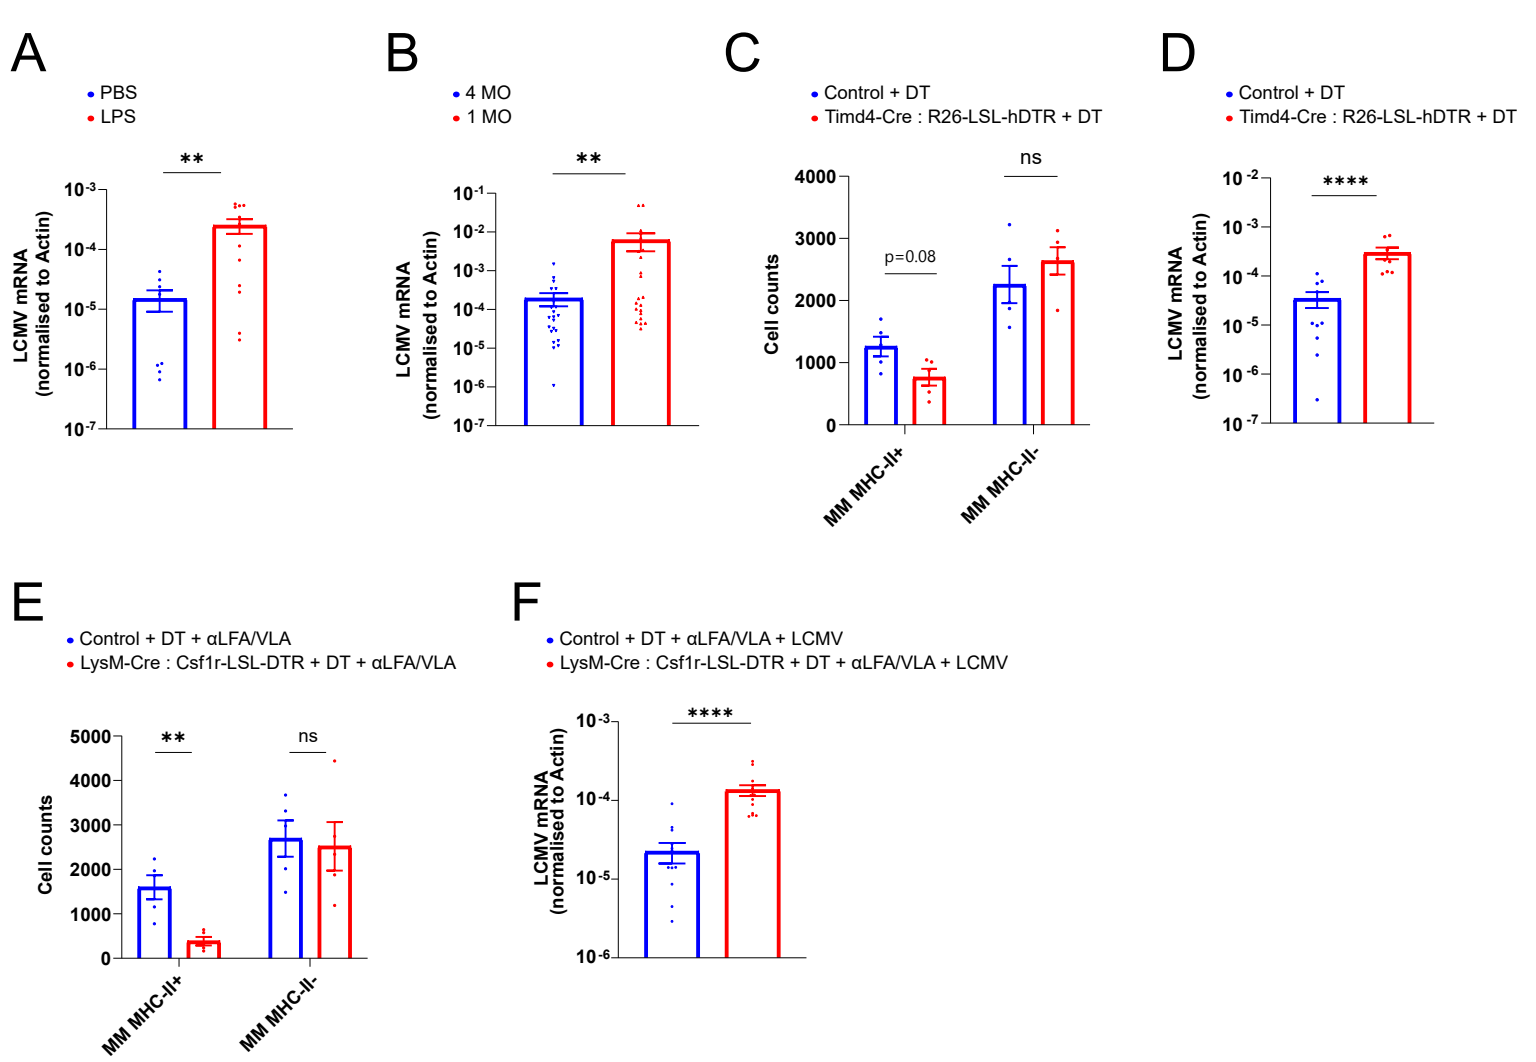 A
PBS
LPS
**
LCMV mRNA
(normalised to Actin)
10-3
10-4
10-5
10-6
10-7
B
4 MO
1 MO
**
LCMV mRNA
(normalised to Actin)
10-1
10-2
10-3
10-4
10-5
10-6
10-7
C
Control + DT
Timd4-Cre : R26-LSL-hDTR + DT
ns
p=0.08
Cell counts
4000
3000
2000
1000
0
MM MHC-II+
MM MHC-II-
D
Control + DT
Timd4-Cre : R26-LSL-hDTR + DT
****
LCMV mRNA
(normalised to Actin)
10-2
10-3
10-4
10-5
10-6
10-7
E
Control + DT + αLFA/VLA
LysM-Cre : Csf1r-LSL-DTR + DT + αLFA/VLA
**
ns
Cell counts
5000
4000
3000
2000
1000
0
MM MHC-II+
MM MHC-II-
F
Control + DT + αLFA/VLA + LCMV
LysM-Cre : Csf1r-LSL-DTR + DT + αLFA/VLA + LCMV
****
LCMV mRNA
(normalised to Actin)
10-3
10-4
10-5
10-6